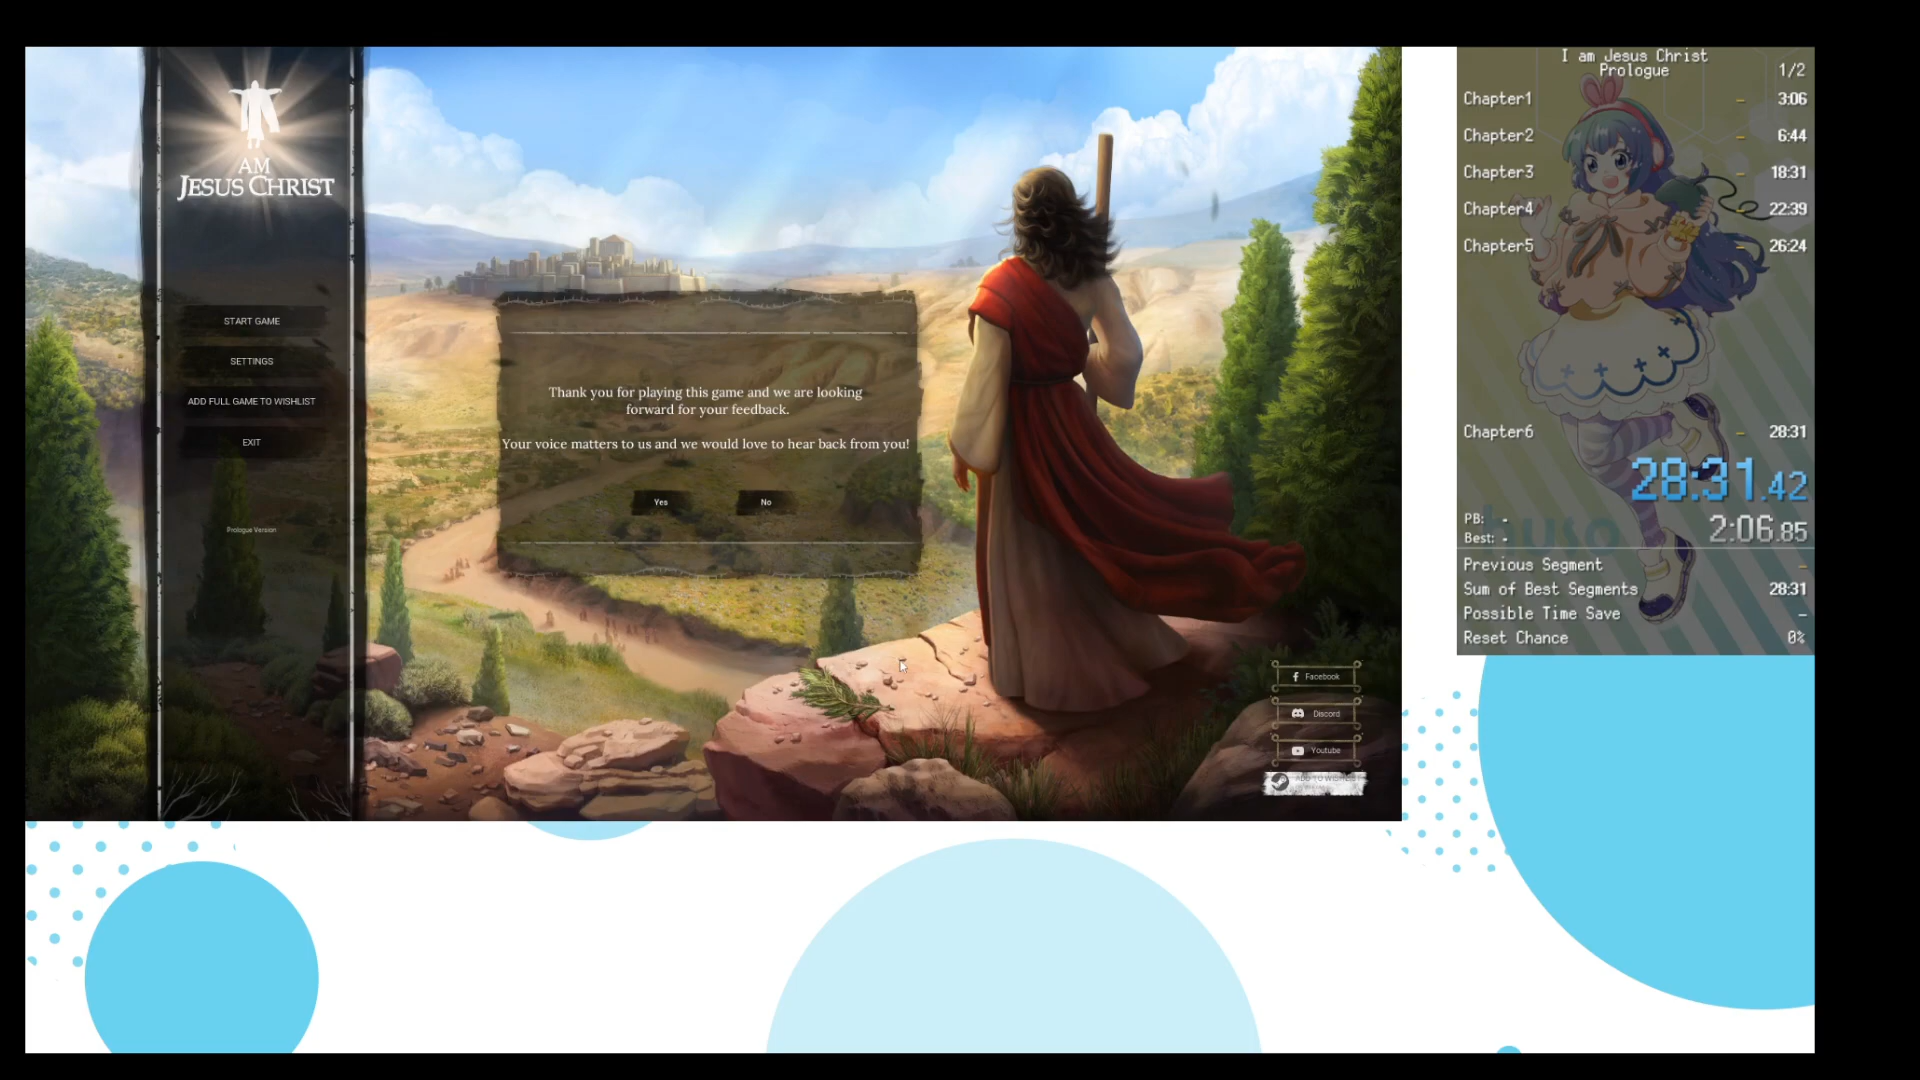 AM
JESUS CHRIST
START GAME
SETTINGS
ADD FULL GAME TO WISHLIST
EXIT
Prologue Version
Thank you for playing this game and we are looking
forward for your feedback.
Your voice matters to us and we would love to hear back from you!
Yes
No
Facebook
Discord
Youtube
ADD TO WISHLIST
I am Jesus Christ
Prologue 1/2
Chapter1 – 3:06
Chapter2 – 6:44
Chapter3 – 18:31
Chapter4 – 22:39
Chapter5 – 26:24
Chapter6 – 28:31
28:31.42
PB: -
2:06.85
Best: -
Previous Segment –
Sum of Best Segments 28:31
Possible Time Save –
Reset Chance 0%